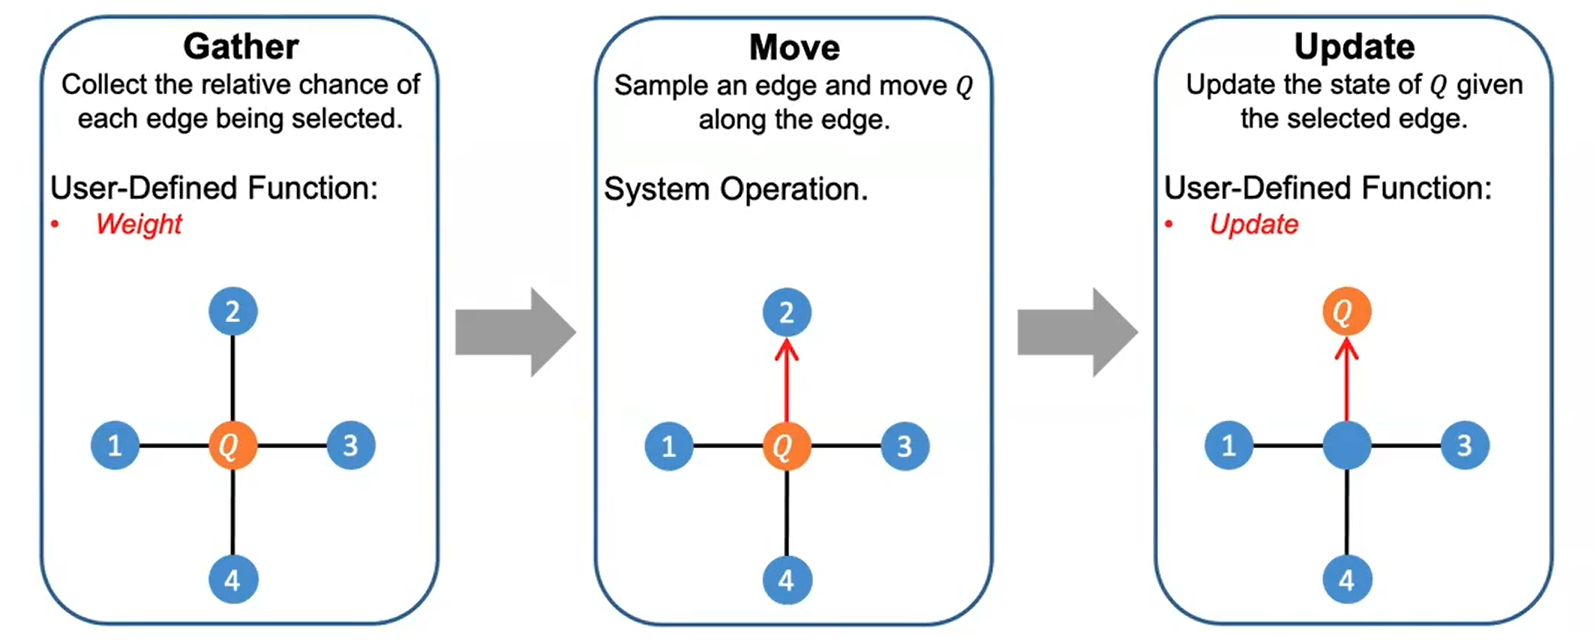 Gather
Collect the relative chance of
each edge being selected.
User-Defined Function:
• Weight
2
1
Q
3
4
Move
Sample an edge and move Q
along the edge.
System Operation.
2
1
Q
3
4
Update
Update the state of Q given
the selected edge.
User-Defined Function:
• Update
Q
1
3
4